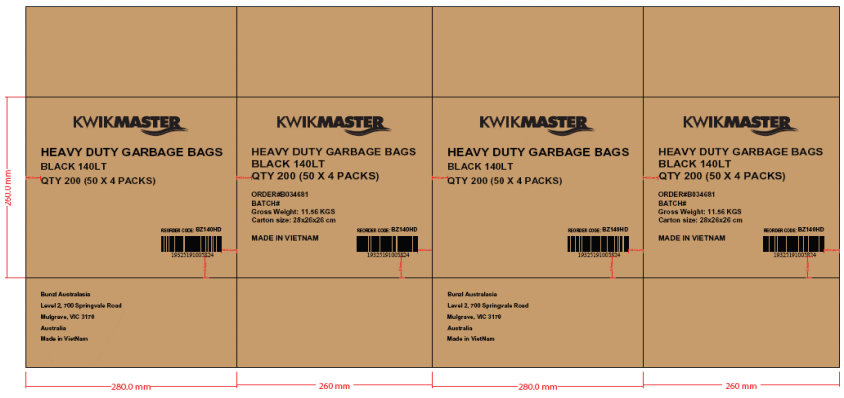 KWIKMASTER
HEAVY DUTY GARBAGE BAGS
BLACK 140LT
QTY 200 (50 X 4 PACKS)
REORDER CODE: BZ140HD
Bunzl Australasia
Level 2, 700 Springvale Road
Mulgrave, VIC 3170
Australia
Made in VietNam
KWIKMASTER
HEAVY DUTY GARBAGE BAGS
BLACK 140LT
QTY 200 (50 X 4 PACKS)
ORDER#B034681
BATCH#
Gross Weight: 11.56 KGS
Carton size: 28x26x26 cm
MADE IN VIETNAM
REORDER CODE: BZ140HD
KWIKMASTER
HEAVY DUTY GARBAGE BAGS
BLACK 140LT
QTY 200 (50 X 4 PACKS)
REORDER CODE: BZ140HD
Bunzl Australasia
Level 2, 700 Springvale Road
Mulgrave, VIC 3170
Australia
Made in VietNam
KWIKMASTER
HEAVY DUTY GARBAGE BAGS
BLACK 140LT
QTY 200 (50 X 4 PACKS)
ORDER#B034681
BATCH#
Gross Weight: 11.56 KGS
Carton size: 28x26x26 cm
MADE IN VIETNAM
REORDER CODE: BZ140HD
260.0 mm
280.0 mm
260 mm
280.0 mm
260 mm